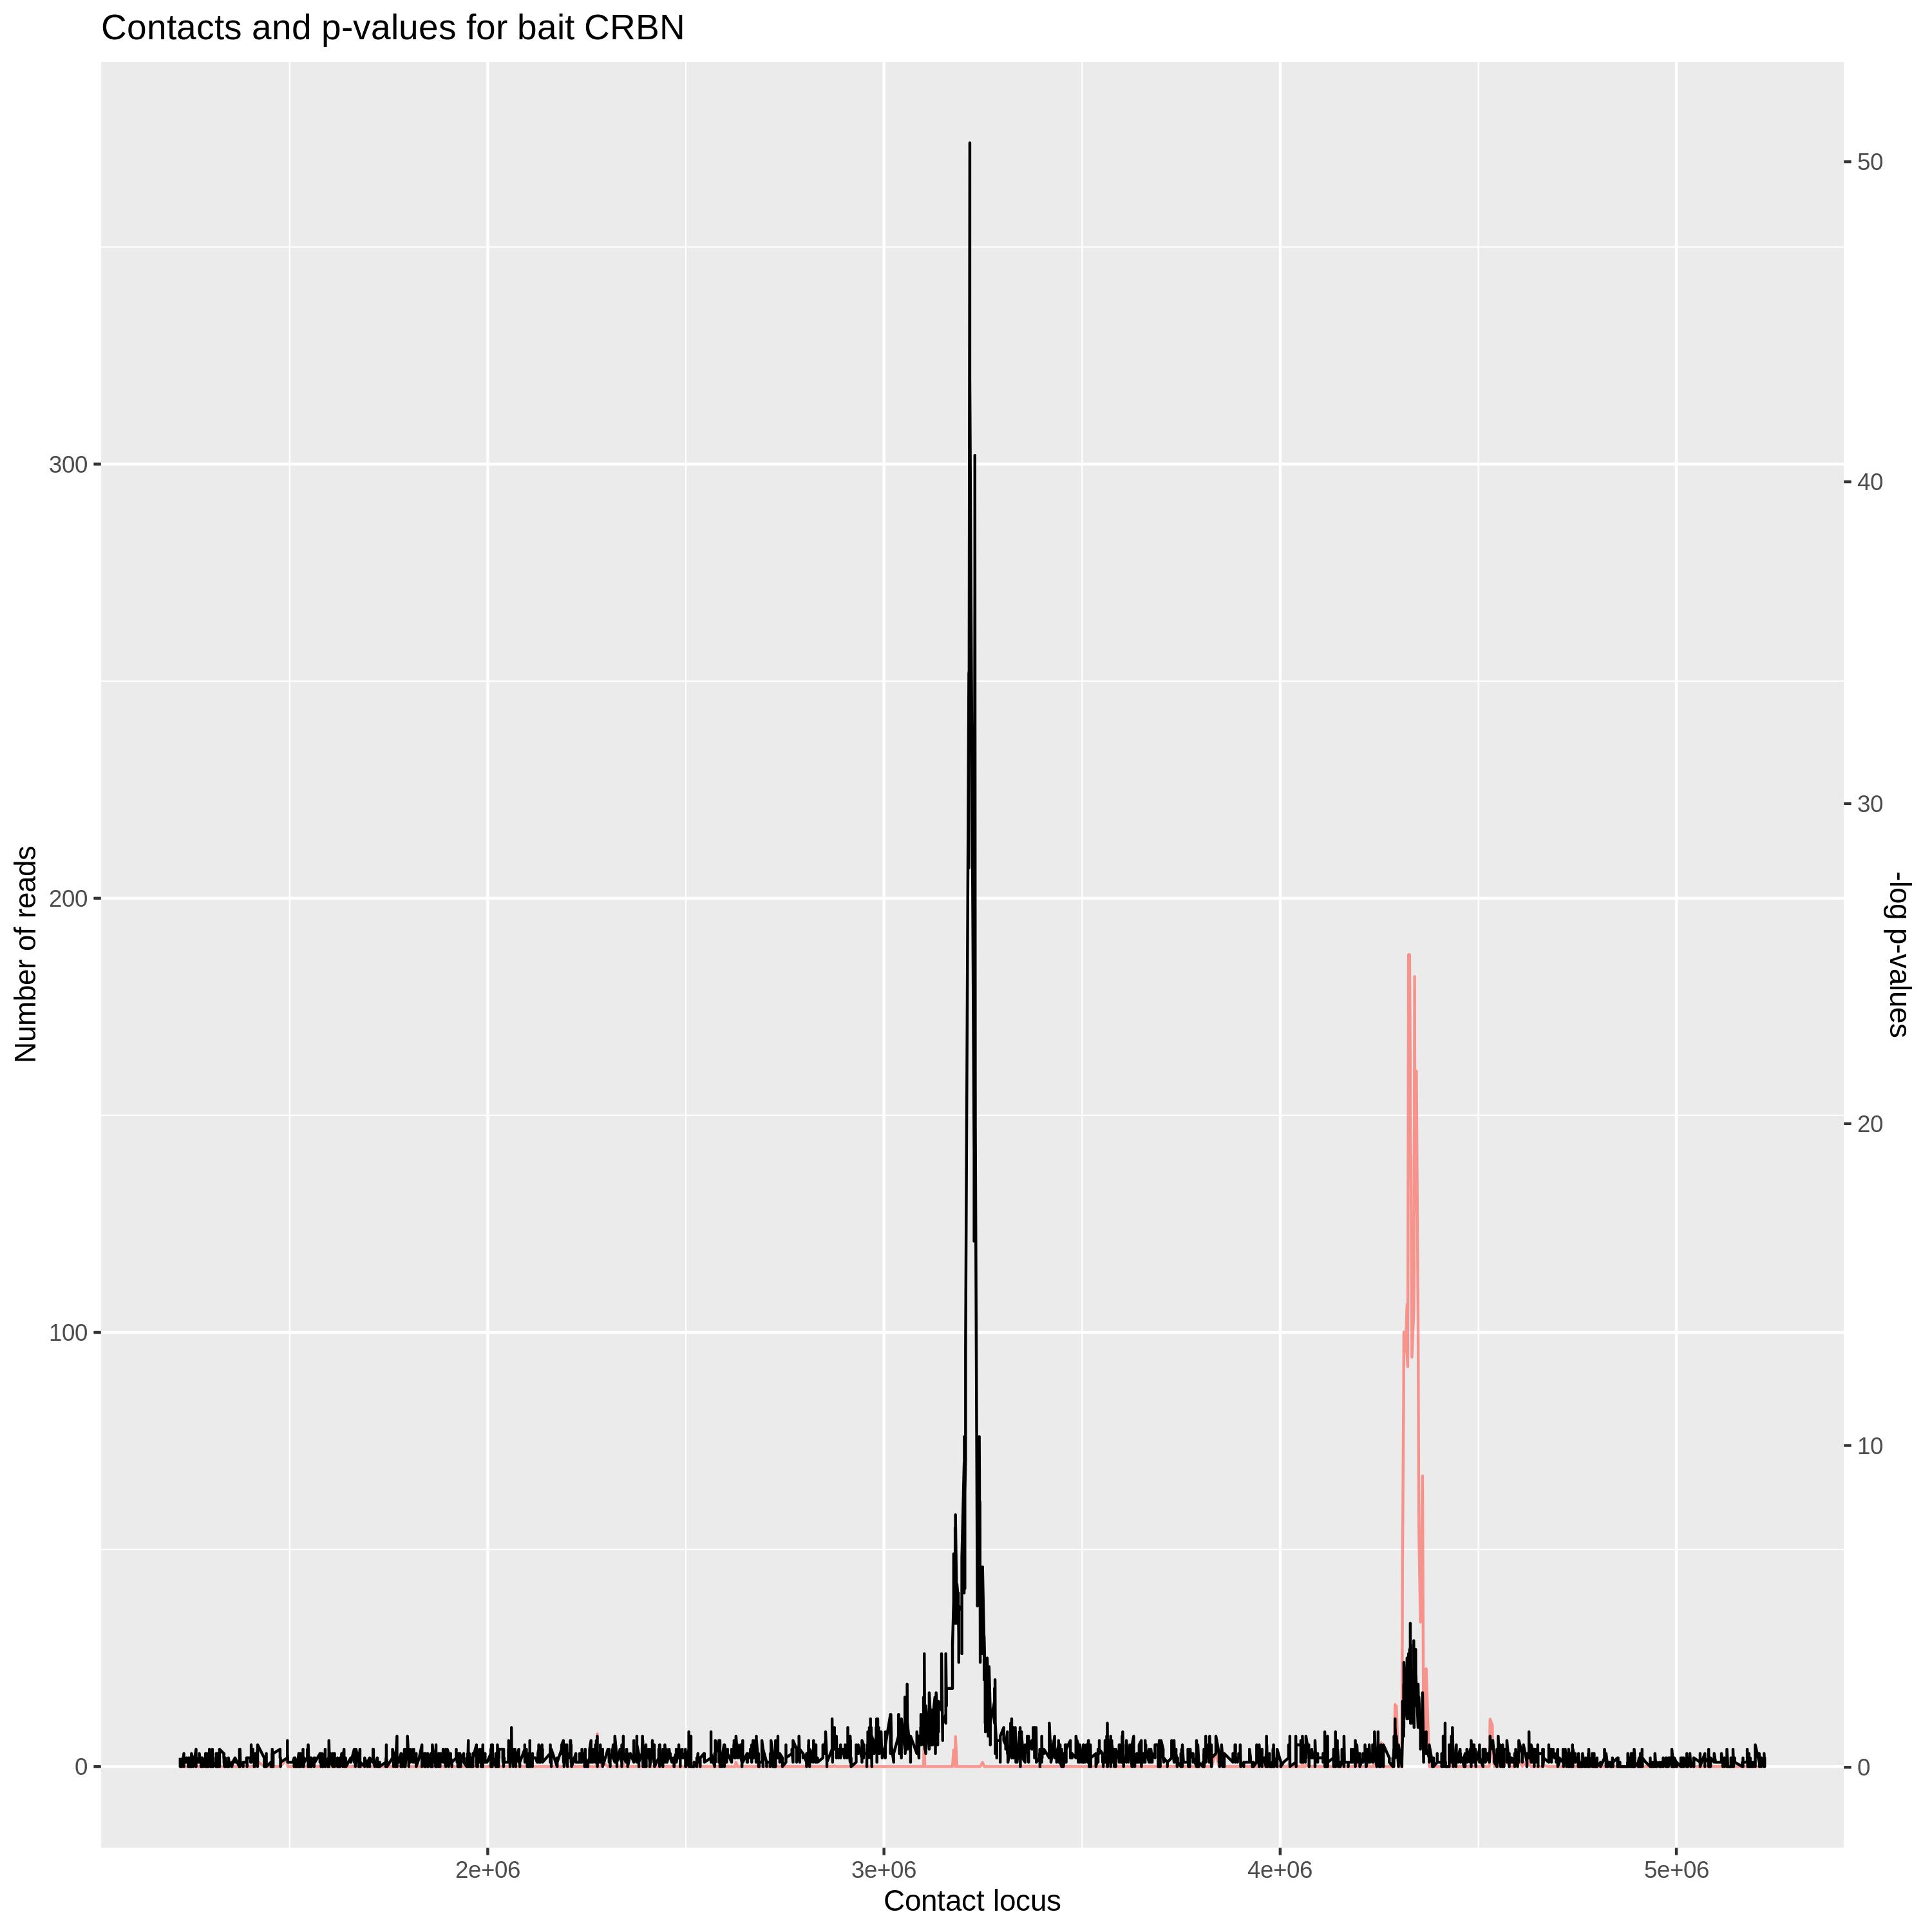 Contacts and p-values for bait CRBN
Number of reads
300
200
100
0
50
40
30
20
10
0
-log p-values
2e+06
3e+06
4e+06
5e+06
Contact locus